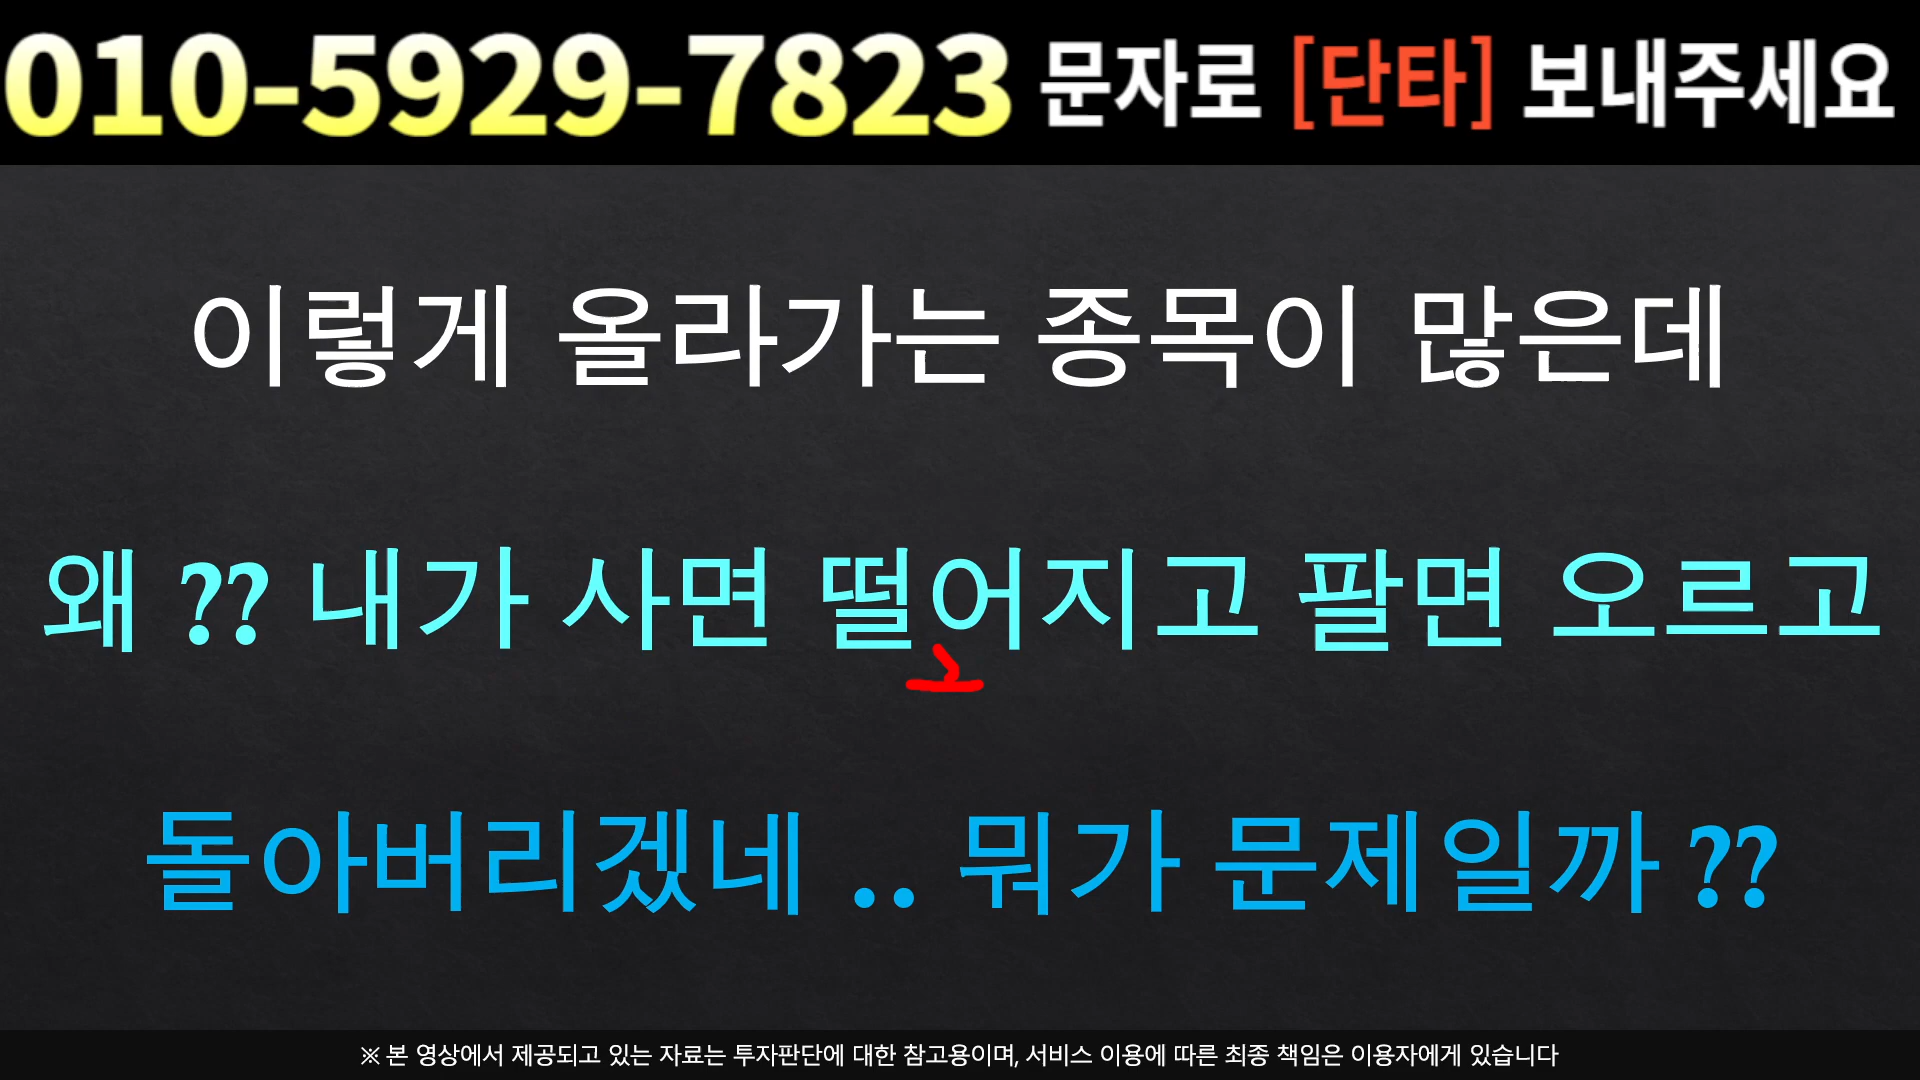 010-5929-7823 문자로 [단타] 보내주세요
이렇게 올라가는 종목이 많은데
왜 ?? 내가 사면 떨어지고 팔면 오르고
돌아버리겠네 .. 뭐가 문제일까 ??
※ 본 영상에서 제공되고 있는 자료는 투자판단에 대한 참고용이며, 서비스 이용에 따른 최종 책임은 이용자에게 있습니다